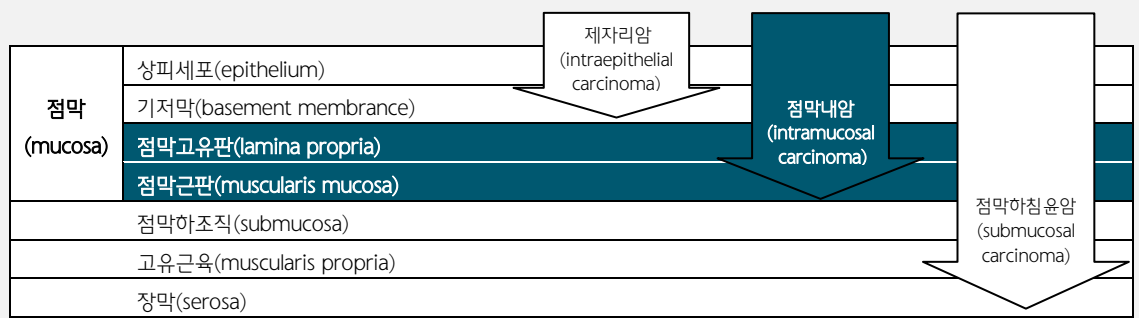 제자리암
(intraepithelial
carcinoma)
점막내암
(intramucosal
carcinoma)
점막하침윤암
(submucosal
carcinoma)
점막
(mucosa)
상피세포(epithelium)
기저막(basement membrance)
점막고유판(lamina propria)
점막근판(muscularis mucosa)
점막하조직(submucosa)
고유근육(muscularis propria)
장막(serosa)